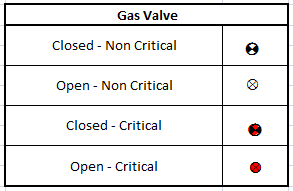 Gas Valve
Closed - Non Critical
Open - Non Critical
Closed - Critical
Open - Critical